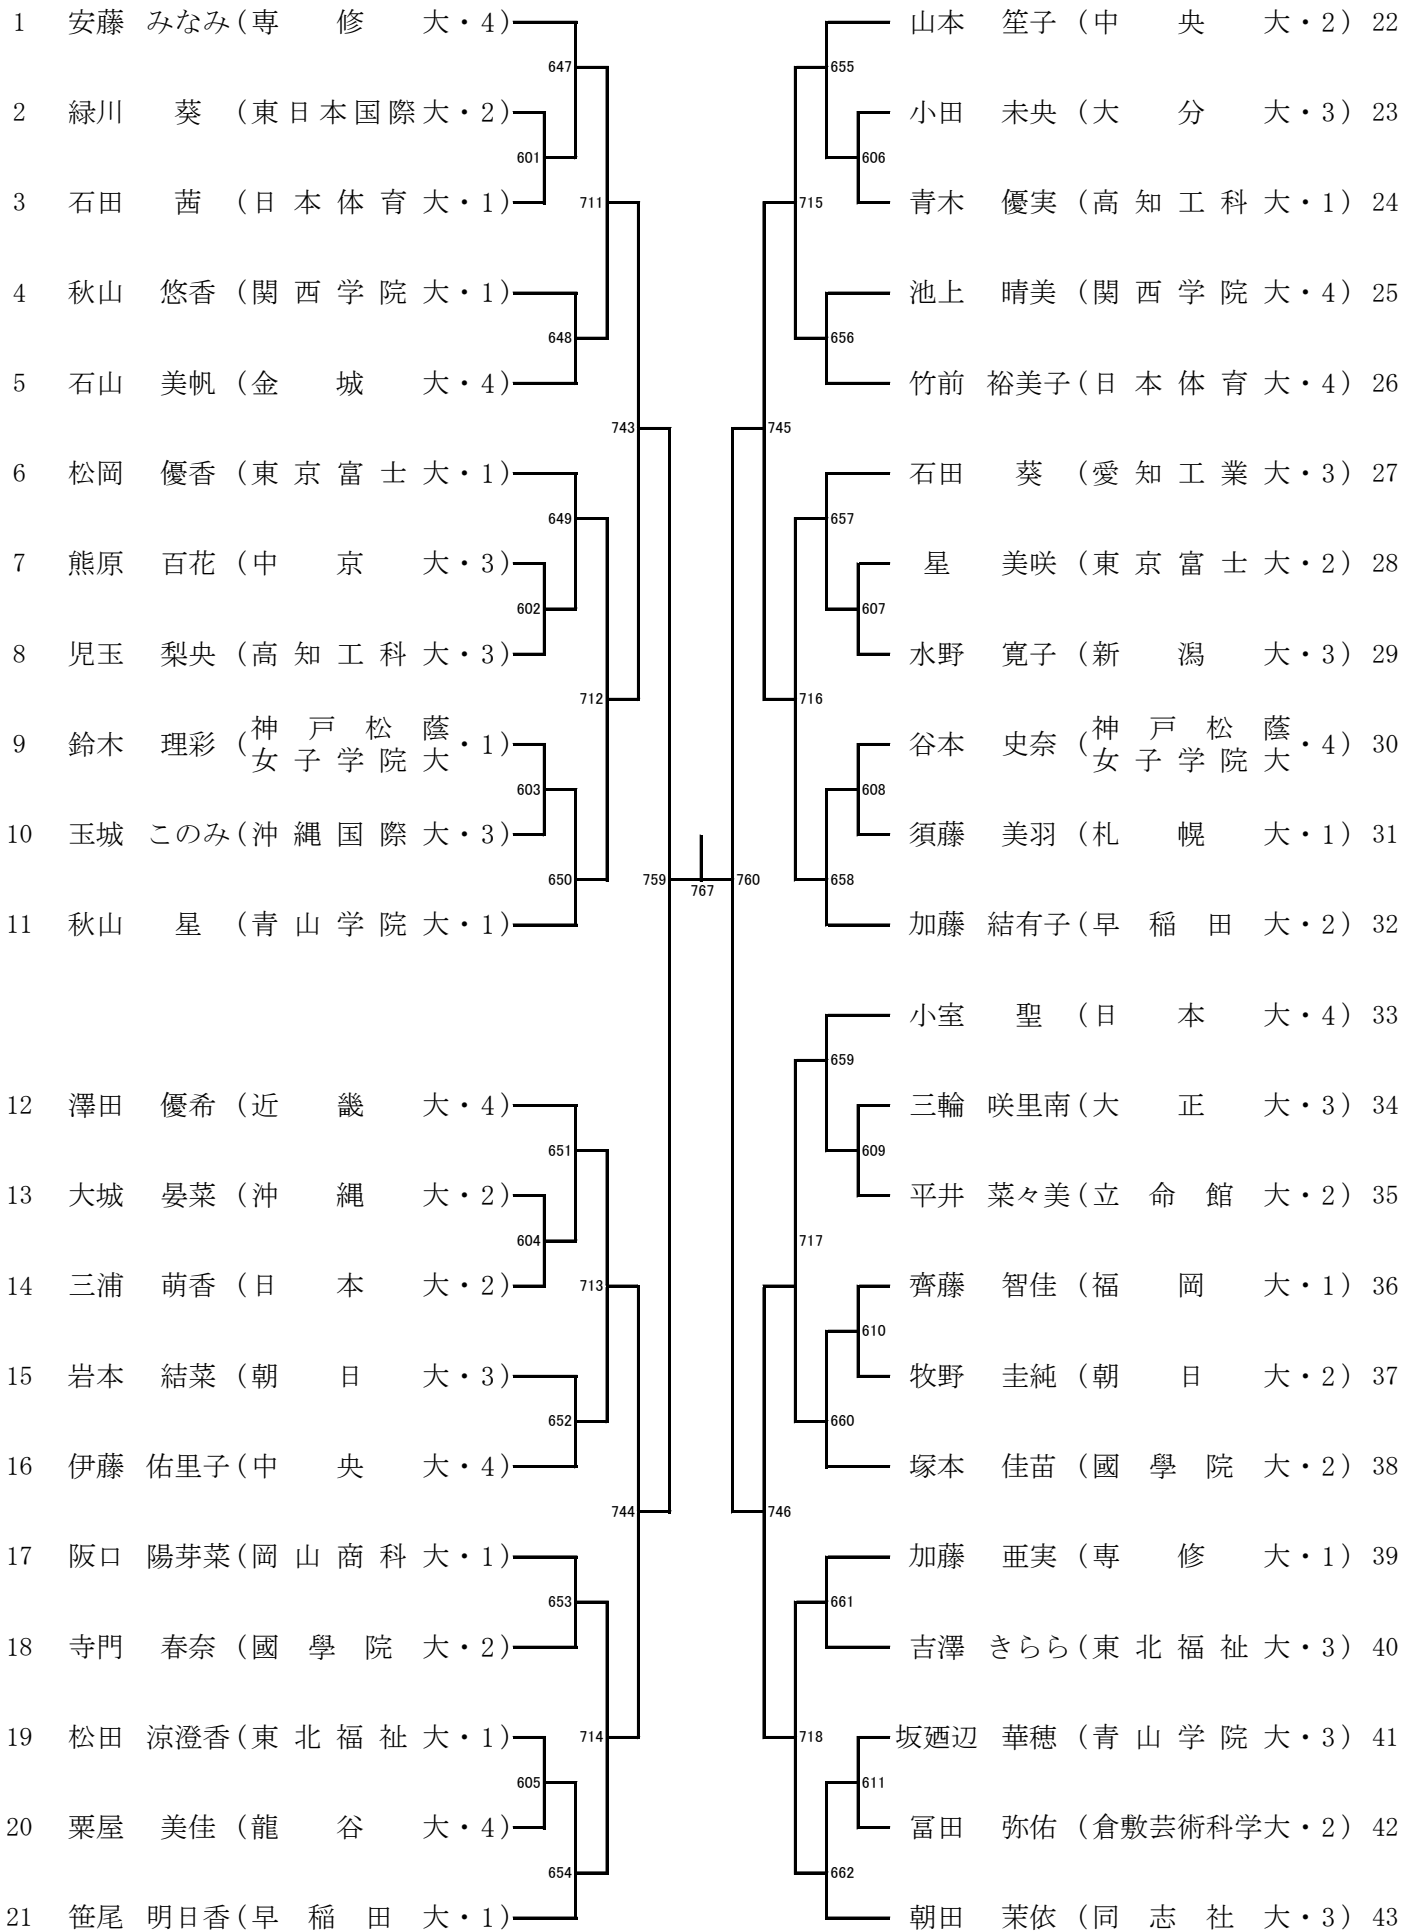 1 安藤 みなみ (専修大・4)
647
2 緑川 葵 (東日本国際大・2)
601
3 石田 茜 (日本体育大・1)
711
4 秋山 悠香 (関西学院大・1)
648
5 石山 美帆 (金城大・4)
743
6 松岡 優香 (東京富士大・1)
649
7 熊原 百花 (中京大・3)
602
8 児玉 梨央 (高知工科大・3)
712
9 鈴木 理彩 (神戸松蔭女子学院大・1)
603
10 玉城 このみ (沖縄国際大・3)
650
11 秋山 星 (青山学院大・1)
759
767
760
12 澤田 優希 (近畿大・4)
651
13 大城 晏菜 (沖縄大・2)
604
14 三浦 萌香 (日本大・2)
713
15 岩本 結菜 (朝日大・3)
652
16 伊藤 佑里子 (中央大・4)
744
17 阪口 陽芽菜 (岡山商科大・1)
653
18 寺門 春奈 (國學院大・2)
19 松田 涼澄香 (東北福祉大・1)
714
605
20 栗屋 美佳 (龍谷大・4)
654
21 笹尾 明日香 (早稲田大・1)
山本 笙子 (中央大・2) 22
655
小田 未央 (大分大・3) 23
606
青木 優実 (高知工科大・1) 24
715
池上 晴美 (関西学院大・4) 25
656
竹前 裕美子 (日本体育大・4) 26
745
石田 葵 (愛知工業大・3) 27
657
星 美咲 (東京富士大・2) 28
607
水野 寛子 (新潟大・3) 29
716
谷本 史奈 (神戸松蔭女子学院大・4) 30
608
須藤 美羽 (札幌大・1) 31
658
加藤 結有子 (早稲田大・2) 32
小室 聖 (日本大・4) 33
659
三輪 咲里南 (大正大・3) 34
609
平井 菜々美 (立命館大・2) 35
717
齊藤 智佳 (福岡大・1) 36
610
牧野 圭純 (朝日大・2) 37
660
塚本 佳苗 (國學院大・2) 38
746
加藤 亜実 (専修大・1) 39
661
吉澤 きらら (東北福祉大・3) 40
坂廼辺 華穂 (青山学院大・3) 41
718
611
冨田 弥佑 (倉敷芸術科学大・2) 42
662
朝田 茉依 (同志社大・3) 43